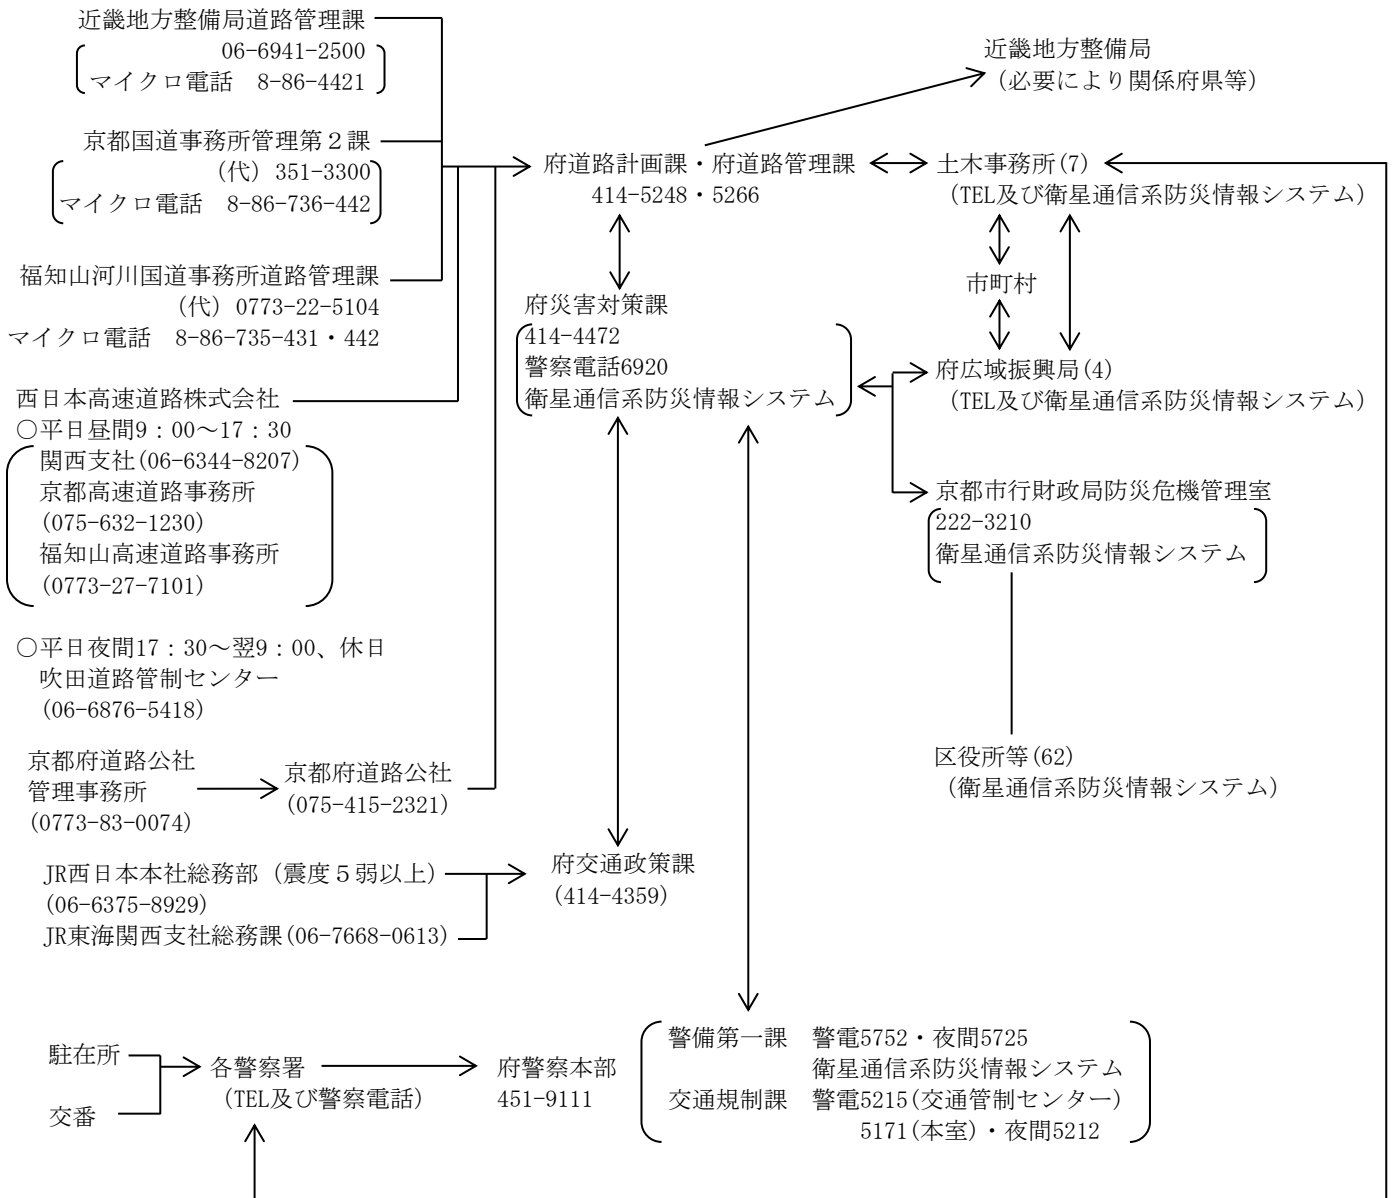 近畿地方整備局道路管理課
06-6941-2500
マイクロ電話　8-86-4421
京都国道事務所管理第２課
（代）351-3300
マイクロ電話　8-86-736-442
福知山河川国道事務所道路管理課
（代）0773-22-5104
マイクロ電話　8-86-735-431・442
西日本高速道路株式会社
○平日昼間9：00～17：30
関西支社(06-6344-8207)
京都高速道路事務所
(075-632-1230)
福知山高速道路事務所
(0773-27-7101)
○平日夜間17：30～翌9：00、休日
吹田道路管制センター
(06-6876-5418)
京都府道路公社
管理事務所
(0773-83-0074)
京都府道路公社
(075-415-2321)
JR西日本本社総務部（震度５弱以上）
(06-6375-8929)
JR東海関西支社総務課(06-7668-0613)
近畿地方整備局
（必要により関係府県等）
府道路計画課・府道路管理課
414-5248・5266
土木事務所(7)
（TEL及び衛星通信系防災情報システム）
市町村
府災害対策課
414-4472
警察電話6920
衛星通信系防災情報システム
府広域振興局(4)
（TEL及び衛星通信系防災情報システム）
京都市行財政局防災危機管理室
222-3210
衛星通信系防災情報システム
区役所等(62)
（衛星通信系防災情報システム）
府交通政策課
(414-4359)
駐在所
交番
各警察署
（TEL及び警察電話）
府警察本部
451-9111
警備第一課　警電5752・夜間5725
衛星通信系防災情報システム
交通規制課　警電5215(交通管制センター)
5171(本室)・夜間5212